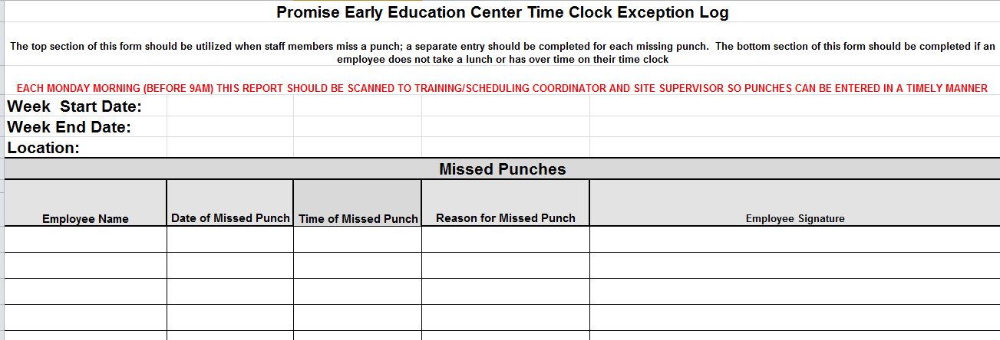 Promise Early Education Center Time Clock Exception Log
The top section of this form should be utilized when staff members miss a punch; a separate entry should be completed for each missing punch.  The bottom section of this form should be completed if an
employee does not take a lunch or has over time on their time clock
EACH MONDAY MORNING (BEFORE 9AM) THIS REPORT SHOULD BE SCANNED TO TRAINING/SCHEDULING COORDINATOR AND SITE SUPERVISOR SO PUNCHES CAN BE ENTERED IN A TIMELY MANNER
Week  Start Date:
Week End Date:
Location:
Missed Punches
Employee Name Date of Missed Punch Time of Missed Punch Reason for Missed Punch Employee Signature